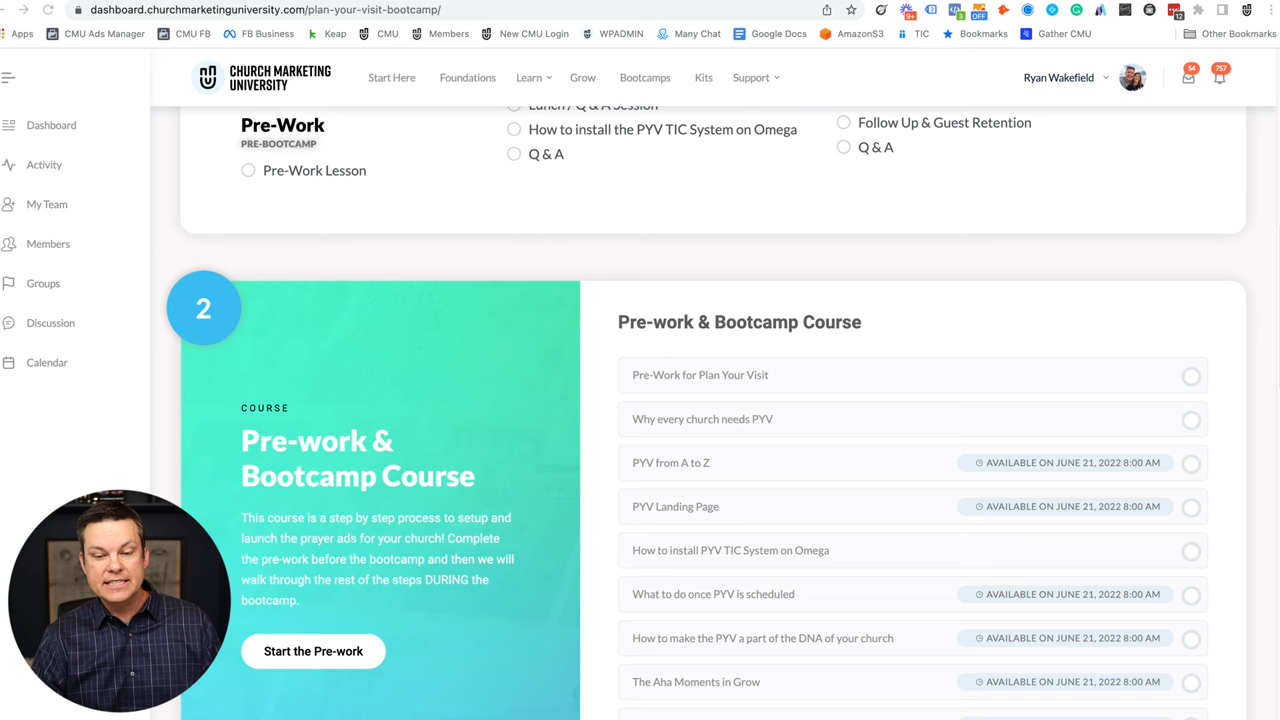 dashboard.churchmarketinguniversity.com/plan-your-visit-bootcamp/
9+
3
OFF
12
Apps
CMU Ads Manager
CMU FB
FB Business
Keap
CMU
Members
New CMU Login
WPADMIN
Many Chat
Google Docs
AmazonS3
TIC
Bookmarks
Gather CMU
Other Bookmarks
CHURCH MARKETING
UNIVERSITY
Start Here
Foundations
Learn
Grow
Bootcamps
Kits
Support
Ryan Wakefield
54
757
Dashboard
Activity
My Team
Members
Groups
Discussion
Calendar
Pre-Work
PRE-BOOTCAMP
Pre-Work Lesson
Lunch / Q & A Session
How to install the PYV TIC System on Omega
Q & A
Follow Up & Guest Retention
Q & A
2
COURSE
Pre-work &
Bootcamp Course
This course is a step by step process to setup and
launch the prayer ads for your church! Complete
the pre-work before the bootcamp and then we will
walk through the rest of the steps DURING the
bootcamp.
Start the Pre-work
Pre-work & Bootcamp Course
Pre-Work for Plan Your Visit
Why every church needs PYV
PYV from A to Z AVAILABLE ON JUNE 21, 2022 8:00 AM
PYV Landing Page AVAILABLE ON JUNE 21, 2022 8:00 AM
How to install PYV TIC System on Omega
What to do once PYV is scheduled AVAILABLE ON JUNE 21, 2022 8:00 AM
How to make the PYV a part of the DNA of your church AVAILABLE ON JUNE 21, 2022 8:00 AM
The Aha Moments in Grow AVAILABLE ON JUNE 21, 2022 8:00 AM